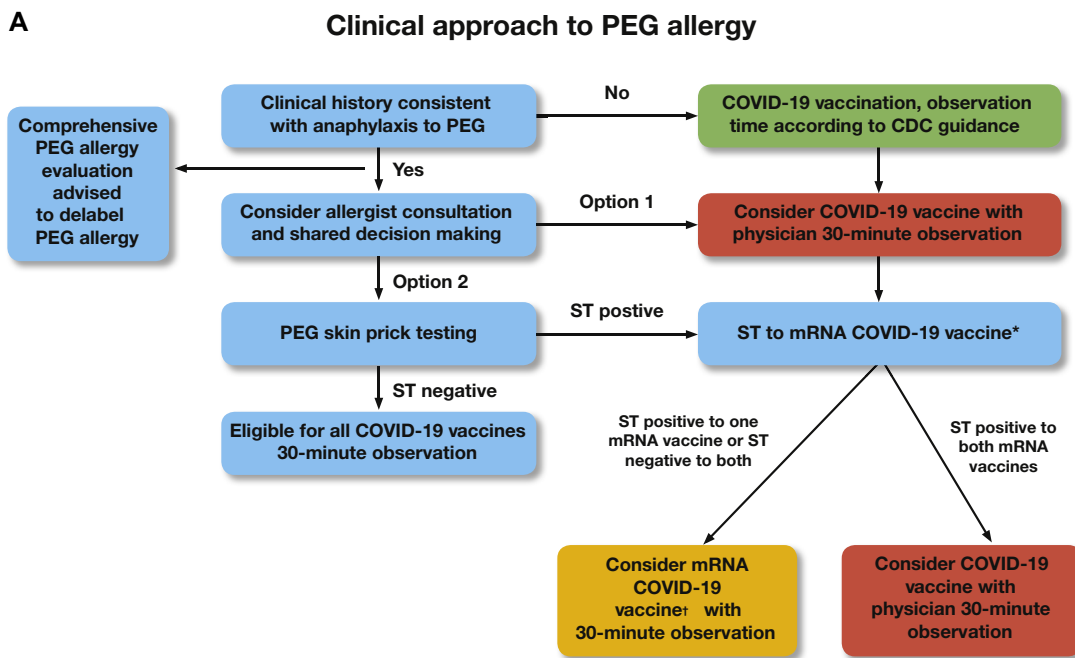 A
Clinical approach to PEG allergy
Clinical history consistent
with anaphylaxis to PEG
No
COVID-19 vaccination, observation
time according to CDC guidance
Comprehensive
PEG allergy
evaluation
advised
to delabel
PEG allergy
Yes
Consider allergist consultation
and shared decision making
Option 1
Consider COVID-19 vaccine with
physician 30-minute observation
Option 2
PEG skin prick testing
ST postive
ST to mRNA COVID-19 vaccine*
ST negative
Eligible for all COVID-19 vaccines
30-minute observation
ST positive to one
mRNA vaccine or ST
negative to both
ST positive to
both mRNA
vaccines
Consider mRNA
COVID-19
vaccine† with
30-minute observation
Consider COVID-19
vaccine with
physician 30-minute
observation